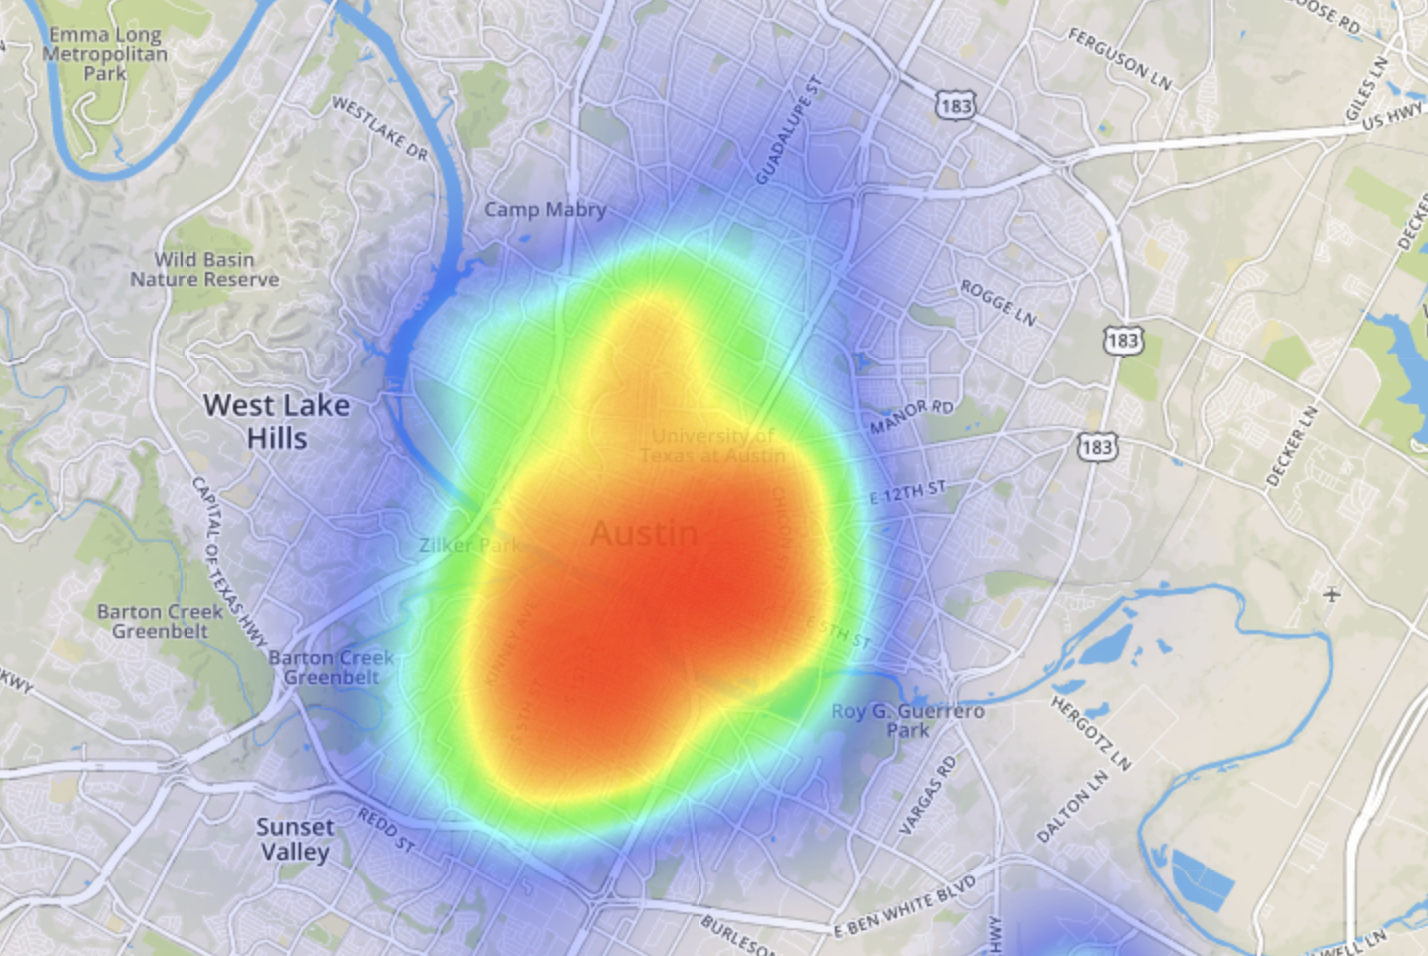 Emma Long
Metropolitan
Park
OOSE RD
FERGUSON LN
GILES LN
US HWY
183
WESTLAKE DR
GUADALUPE ST
Camp Mabry
DECKER
Wild Basin
Nature Reserve
ROGGE LN
183
West Lake
Hills
MANOR RD
University of
Texas at Austin
183
DECKER LN
CAPITAL OF TEXAS HWY
E 12TH ST
CHICON ST
Austin
Zilker Park
Barton Creek
Greenbelt
KINNEY AVE
E 5TH ST
Barton Creek
Greenbelt
KWY
S 5TH ST
S 1ST ST
Roy G. Guerrero
Park
HERGOTZ LN
VARGAS RD
DALTON LN
Sunset
Valley
REDD ST
E BEN WHITE BLVD
BURLESON
HWY
WELL LN